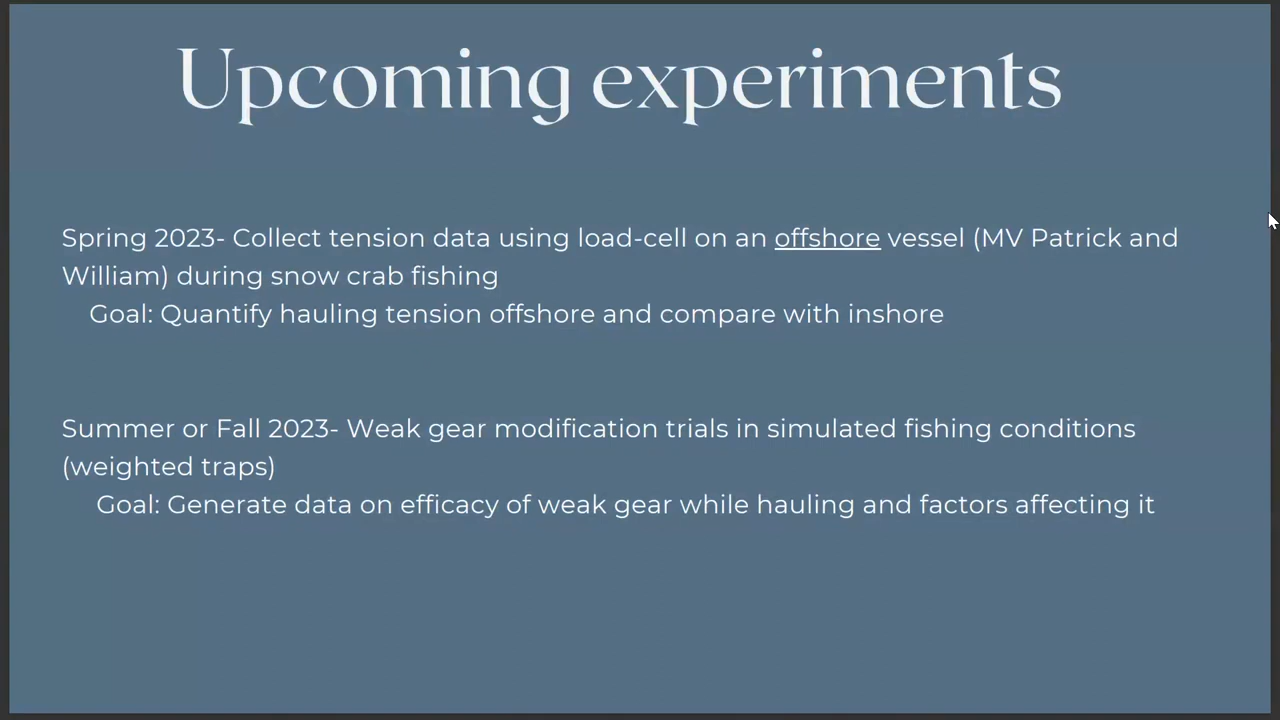 Upcoming experiments
Spring 2023- Collect tension data using load-cell on an offshore vessel (MV Patrick and
William) during snow crab fishing
Goal: Quantify hauling tension offshore and compare with inshore
Summer or Fall 2023- Weak gear modification trials in simulated fishing conditions
(weighted traps)
Goal: Generate data on efficacy of weak gear while hauling and factors affecting it